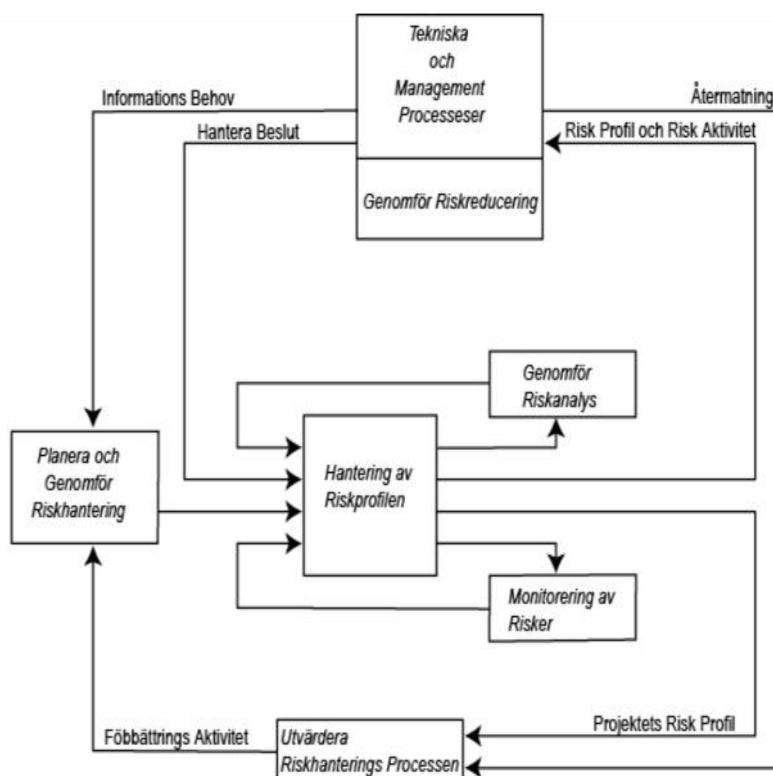 Tekniska
och
Management
Processeser
Informations Behov
Återmatning
Hantera Beslut
Risk Profil och Risk Aktivitet
Genomför Riskreducering
Genomför
Riskanalys
Planera och
Genomför
Riskhantering
Hantering av
Riskprofilen
Monitorering av
Risker
Projektets Risk Profil
Föbbättrings Aktivitet
Utvärdera
Riskhanterings Processen